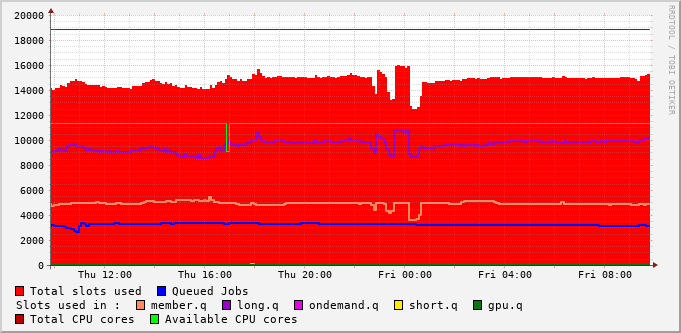 20000
18000
16000
14000
12000
10000
8000
6000
4000
2000
0
Thu 12:00 Thu 16:00 Thu 20:00 Fri 00:00 Fri 04:00 Fri 08:00
RRDTOOL / TOBI OETIKER
Total slots used Queued Jobs
Slots used in : member.q long.q ondemand.q short.q gpu.q
Total CPU cores Available CPU cores